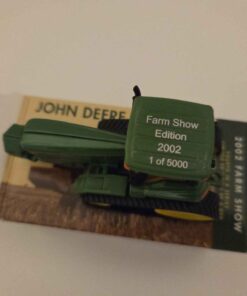 JOHN DEERE
Farm Show
Edition
2002
1 of 5000
2002 FARM SHOW